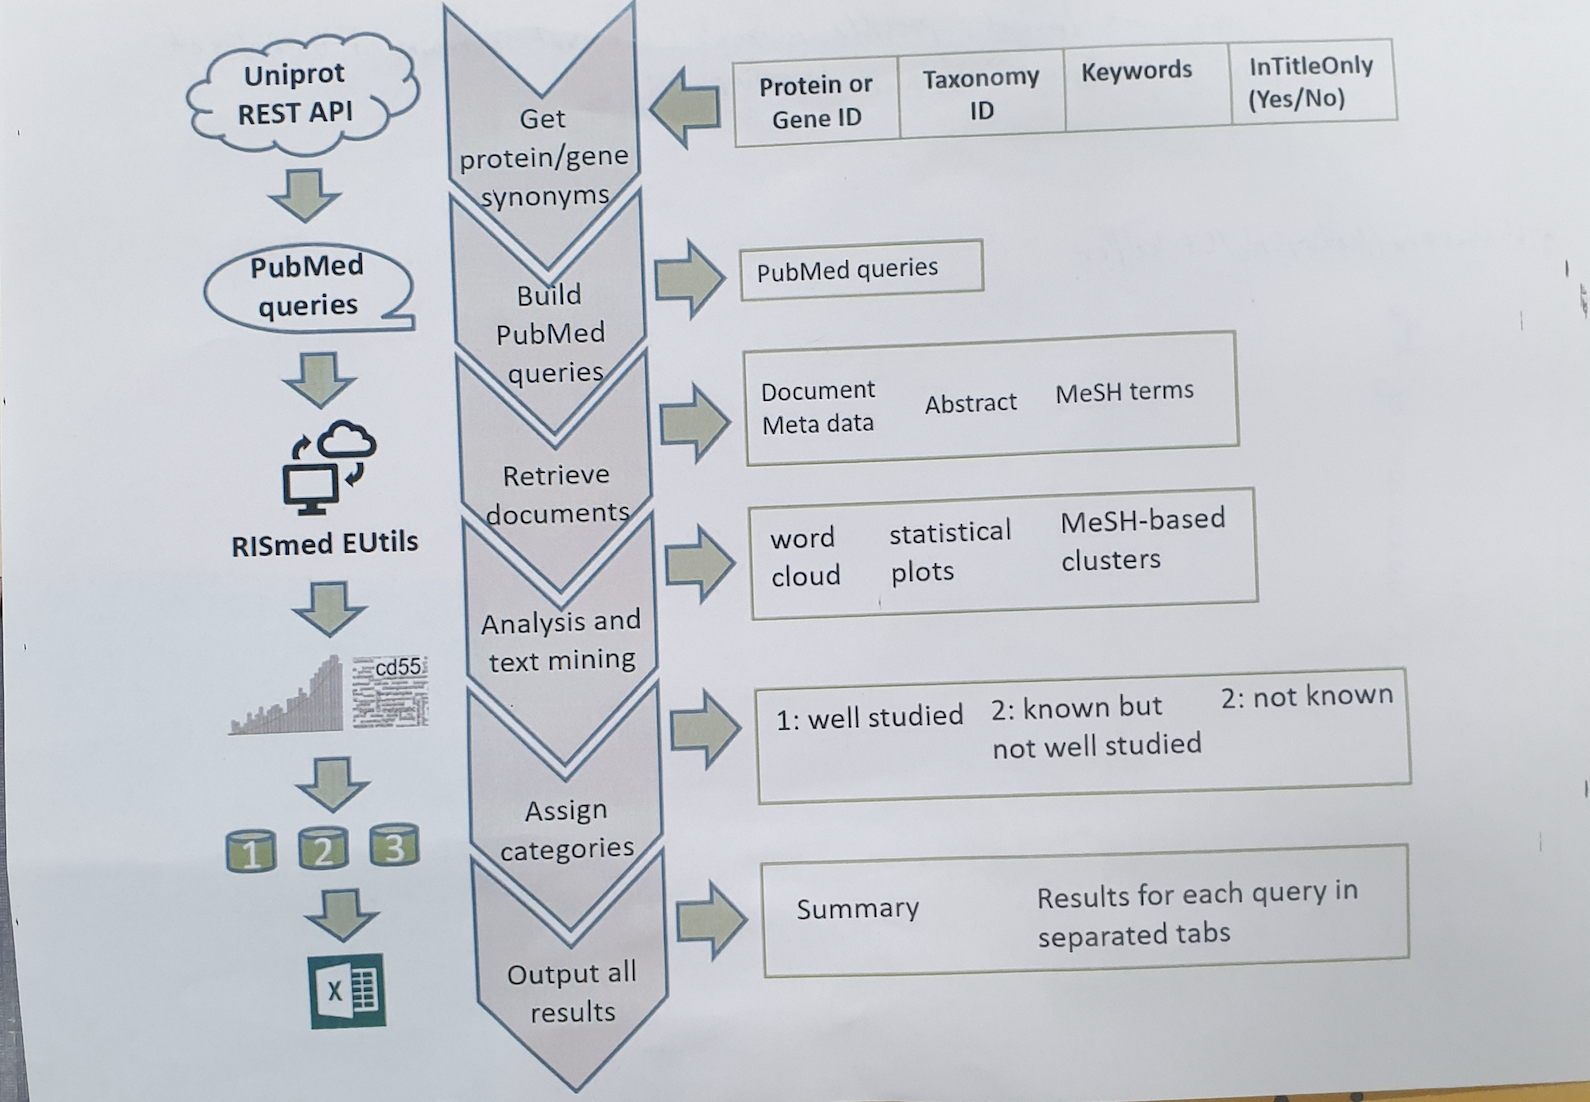 Uniprot
REST API
Get
protein/gene
synonyms
Protein or
Gene ID
Taxonomy
ID
Keywords
InTitleOnly
(Yes/No)
PubMed
queries
Build
PubMed
queries
PubMed queries
RISmed EUtils
Retrieve
documents
Document
Meta data
Abstract
MeSH terms
cd55
Analysis and
text mining
word
cloud
statistical
plots
MeSH-based
clusters
1 2 3
Assign
categories
1: well studied
2: known but
not well studied
2: not known
X
Output all
results
Summary
Results for each query in
separated tabs